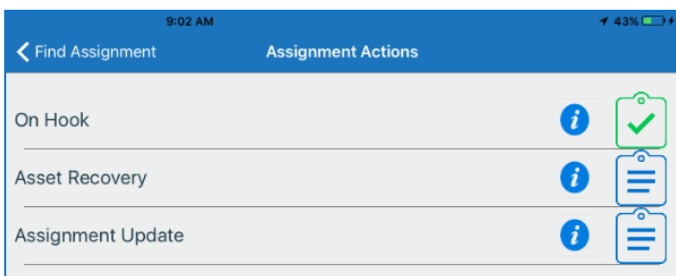 9:02 AM
43%
Find Assignment
Assignment Actions
On Hook
i
Asset Recovery
i
Assignment Update
i